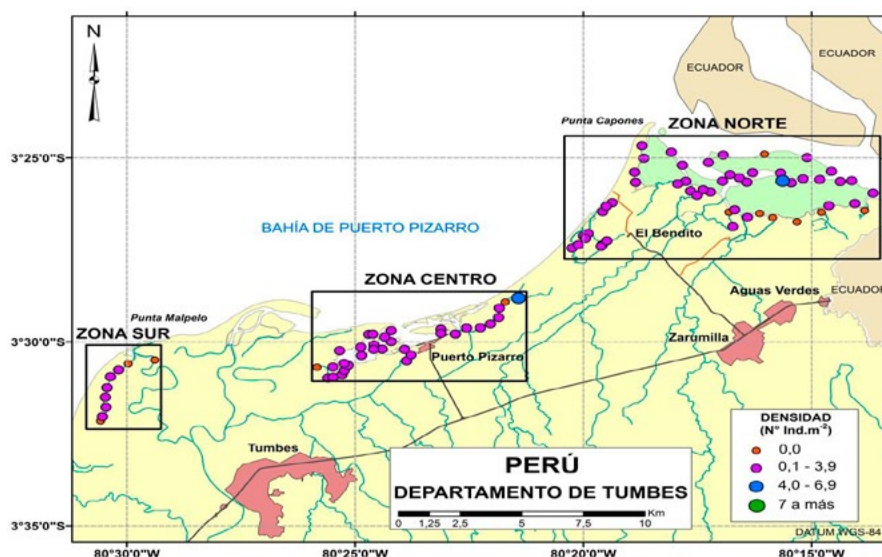 N
ECUADOR
ECUADOR
Punta Capones
ZONA NORTE
3°25'0"S
BAHÍA DE PUERTO PIZARRO
El Bendito
ZONA CENTRO
Aguas Verdes
ECUADOR
Punta Malpelo
ZONA SUR
3°30'0"S
Puerto Pizarro
Zarumilla
DENSIDAD
(N° Ind.m-²)
0,0
0,1 - 3,9
4,0 - 6,9
7 a más
Tumbes
PERÚ
DEPARTAMENTO DE TUMBES
Km
0 1,25 2,5 5 7,5 10
3°35'0"S
DATUM WGS-84
80°30'0"W 80°25'0"W 80°20'0"W 80°15'0"W